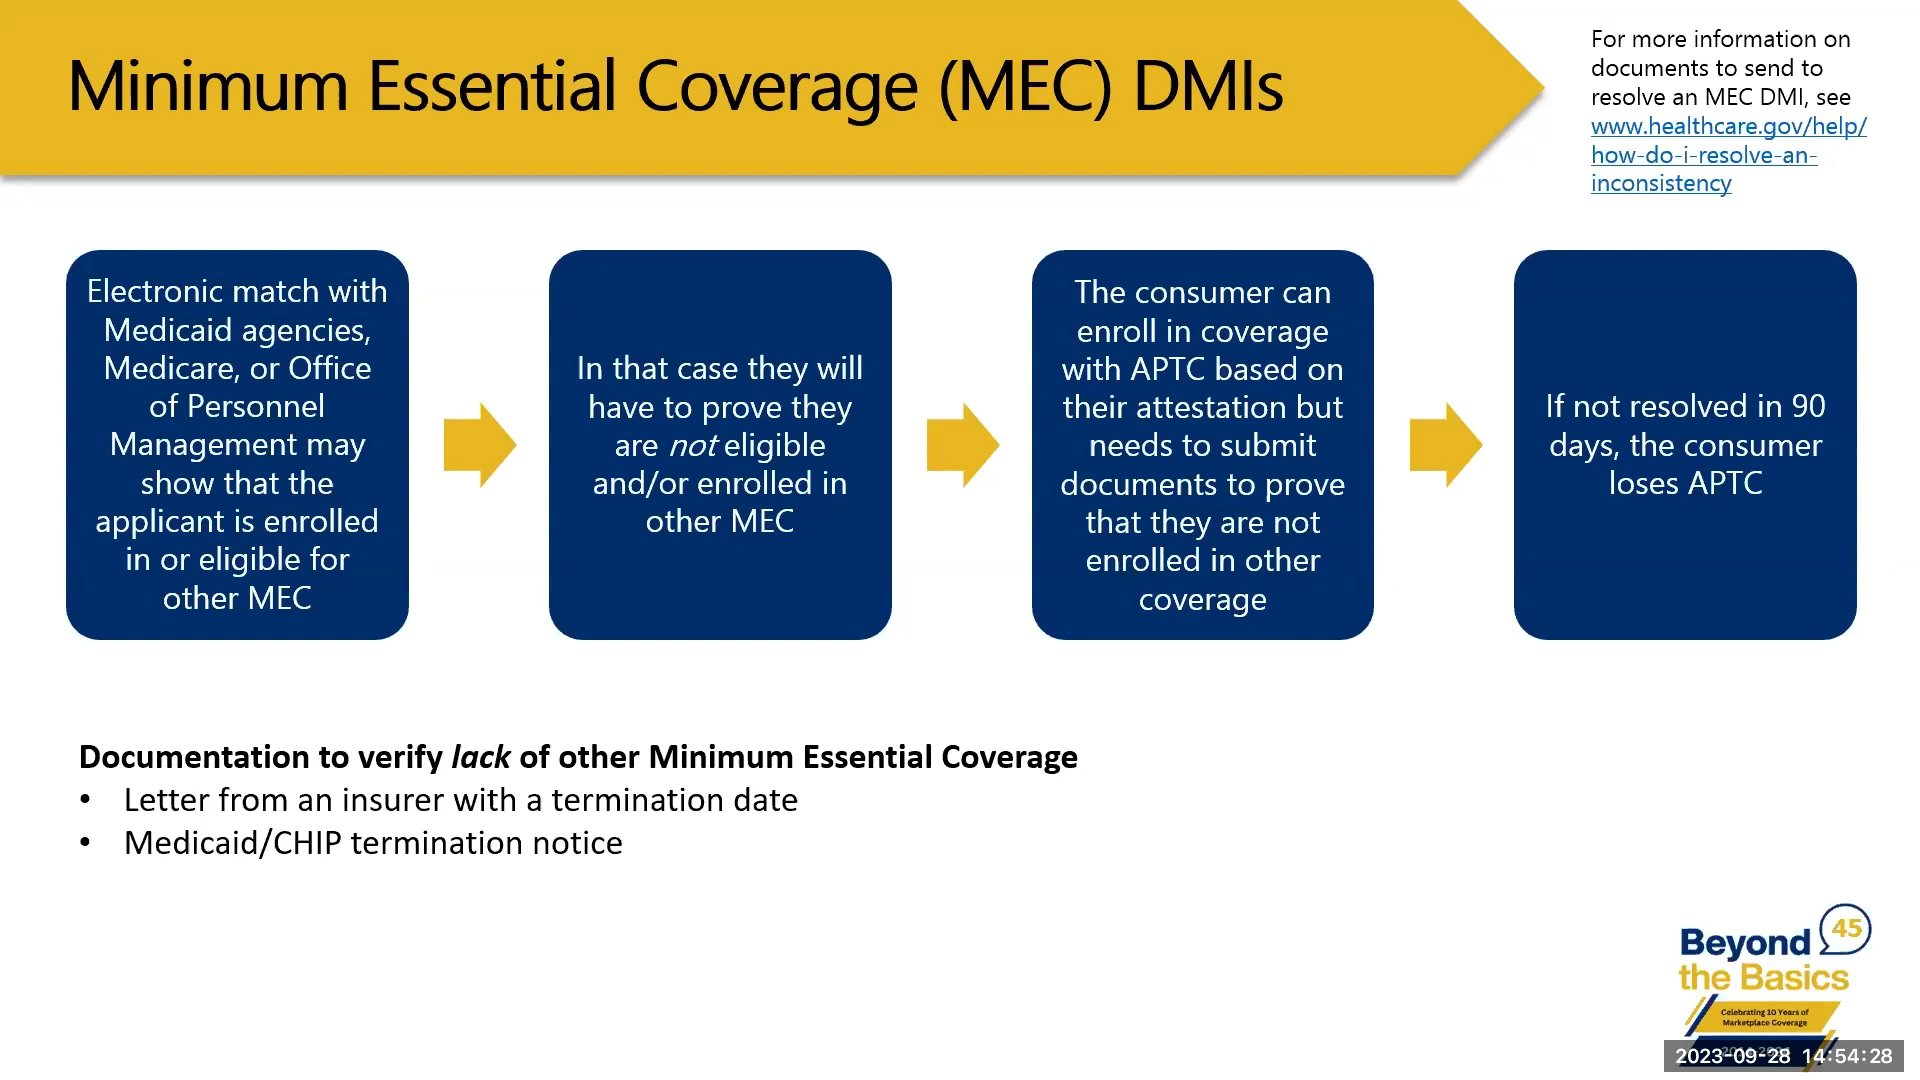 Minimum Essential Coverage (MEC) DMIs
For more information on
documents to send to
resolve an MEC DMI, see
www.healthcare.gov/help/
how-do-i-resolve-an-
inconsistency
Electronic match with
Medicaid agencies,
Medicare, or Office
of Personnel
Management may
show that the
applicant is enrolled
in or eligible for
other MEC
In that case they will
have to prove they
are not eligible
and/or enrolled in
other MEC
The consumer can
enroll in coverage
with APTC based on
their attestation but
needs to submit
documents to prove
that they are not
enrolled in other
coverage
If not resolved in 90
days, the consumer
loses APTC
Documentation to verify lack of other Minimum Essential Coverage
• Letter from an insurer with a termination date
• Medicaid/CHIP termination notice
45
Beyond
the Basics
Celebrating 10 Years of
Marketplace Coverage
2023-09-28 14:54:28